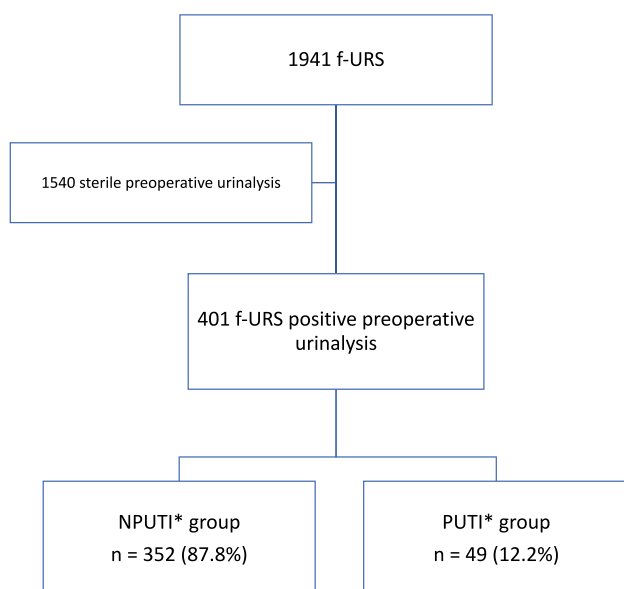 1941 f-URS
1540 sterile preoperative urinalysis
401 f-URS positive preoperative
urinalysis
NPUTI* group
n = 352 (87.8%)
PUTI* group
n = 49 (12.2%)